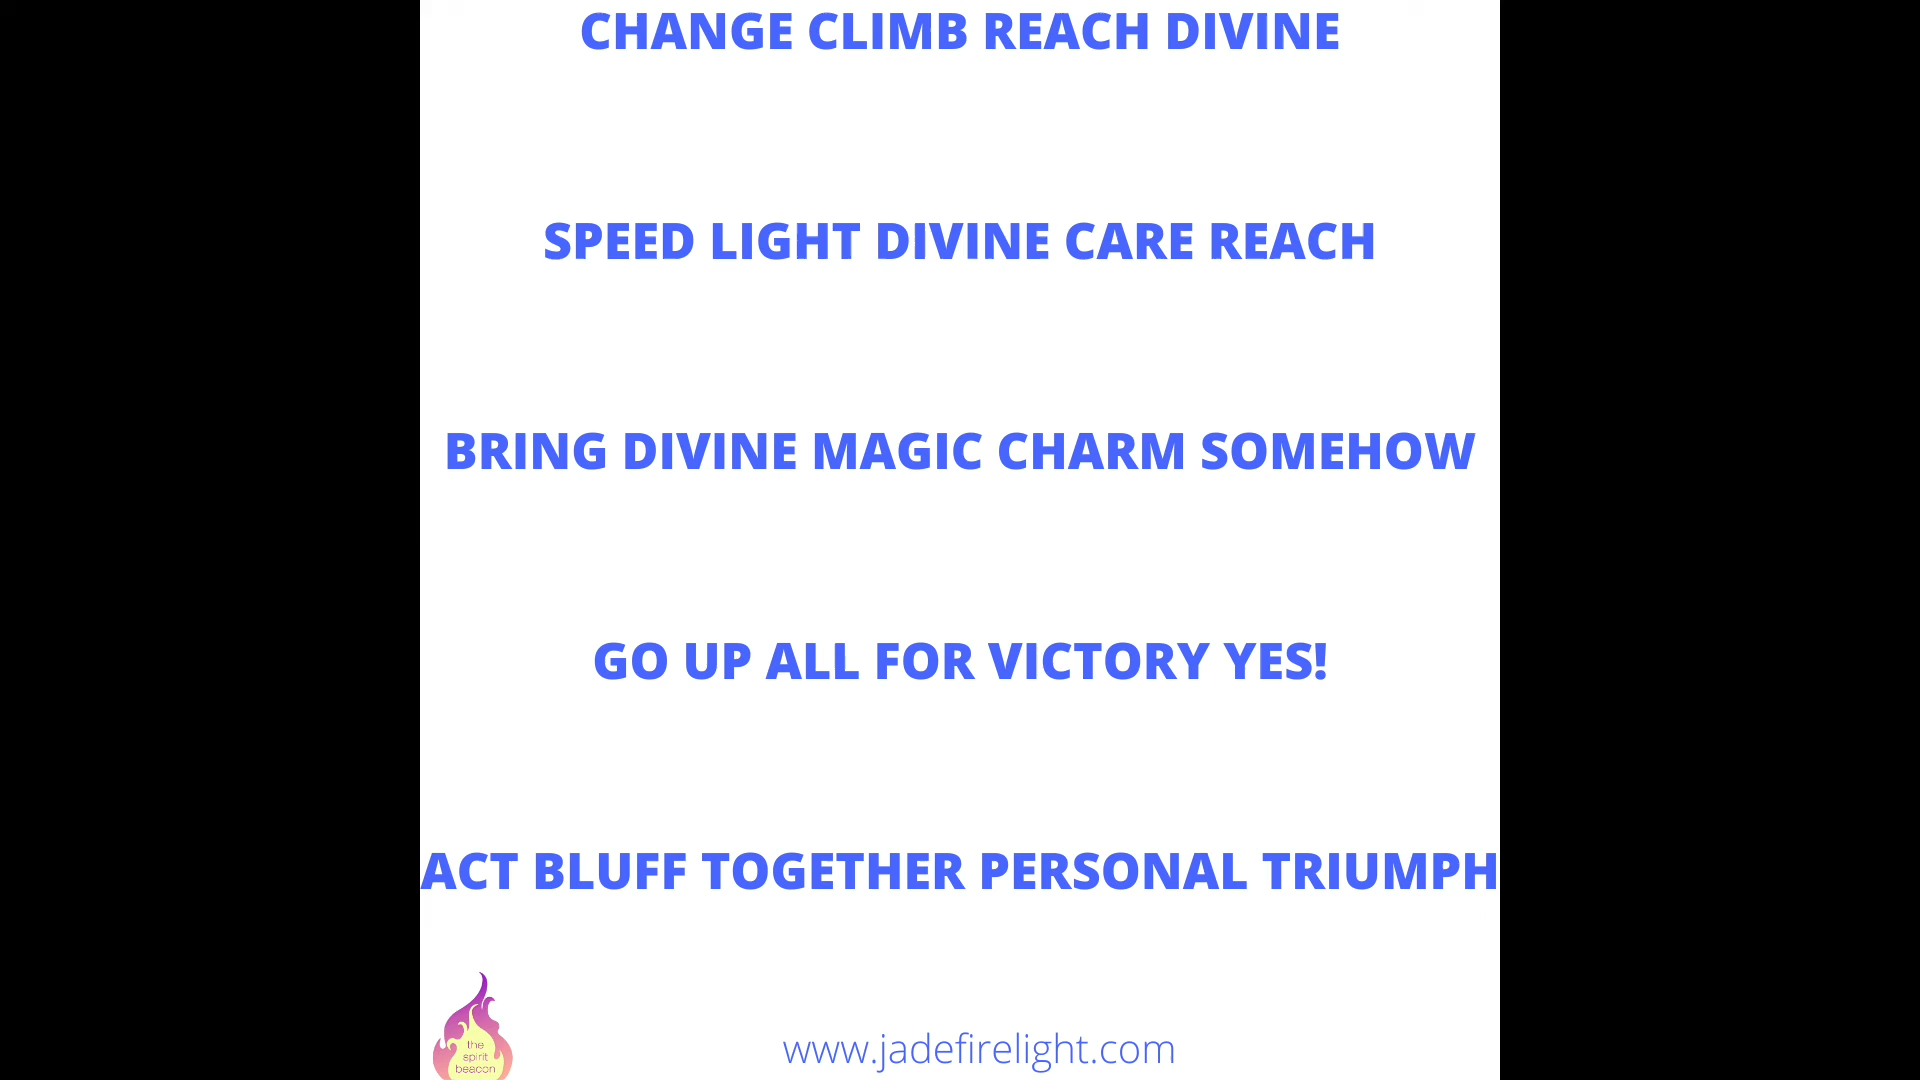 CHANGE CLIMB REACH DIVINE
SPEED LIGHT DIVINE CARE REACH
BRING DIVINE MAGIC CHARM SOMEHOW
GO UP ALL FOR VICTORY YES!
ACT BLUFF TOGETHER PERSONAL TRIUMPH
the
spirit
beacon
www.jadefirelight.com